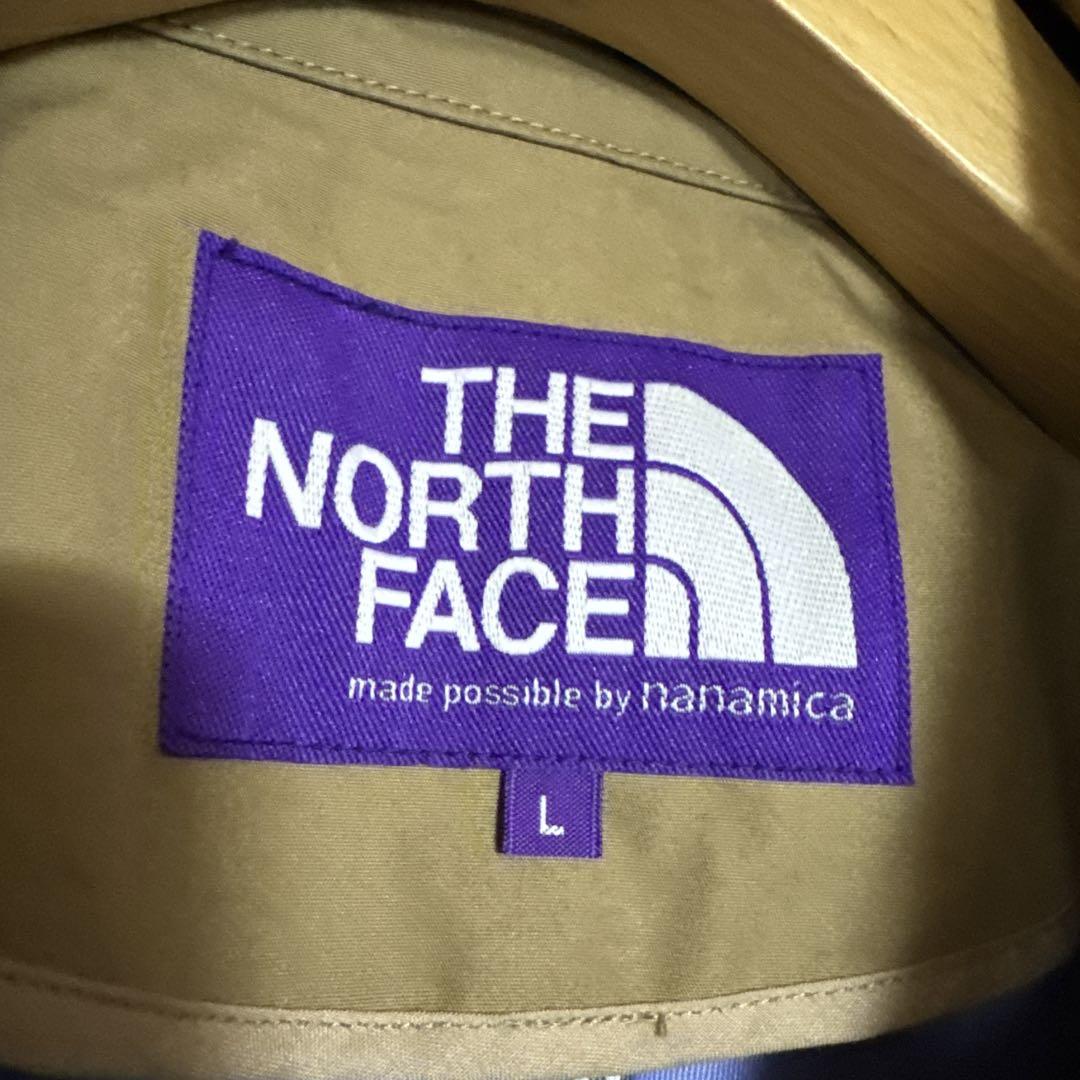 THE
NORTH
FACE
made possible by nanamica
L